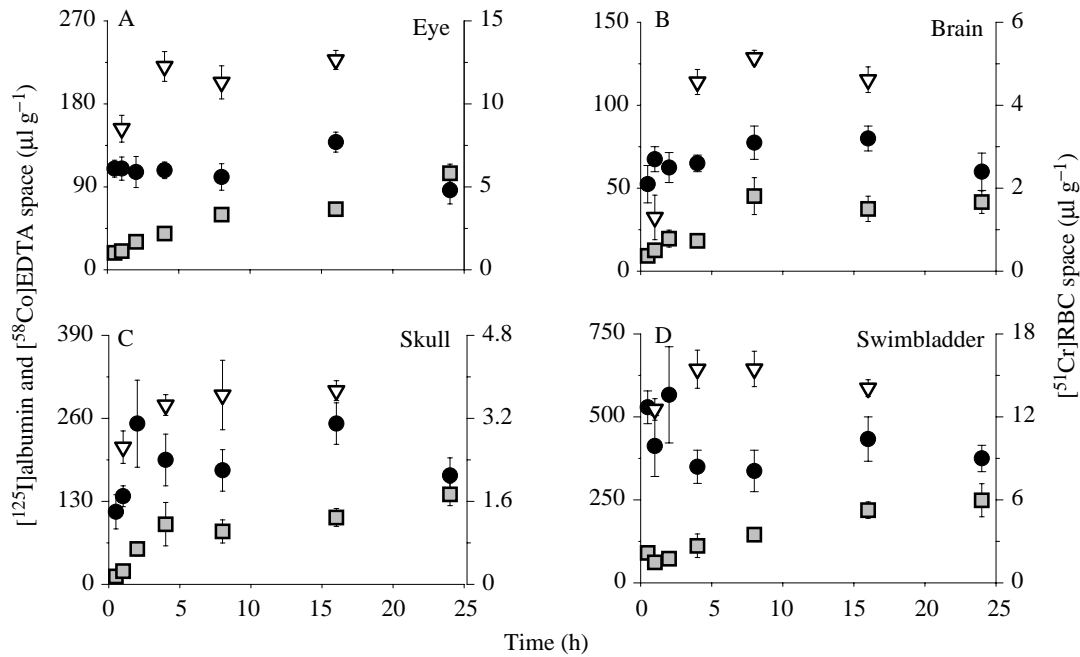 270
A
Eye
15
180
10
90
5
0
0
150
B
Brain
6
100
4
50
2
0
0
390
C
Skull
4.8
260
3.2
130
1.6
0
0
750
D
Swimbladder
18
500
12
250
6
0
0
0 5 10 15 20 25
0 5 10 15 20 25
Time (h)
[¹²⁵I]albumin and [⁵⁸Co]EDTA space (μl g⁻¹)
[⁵¹Cr]RBC space (μl g⁻¹)